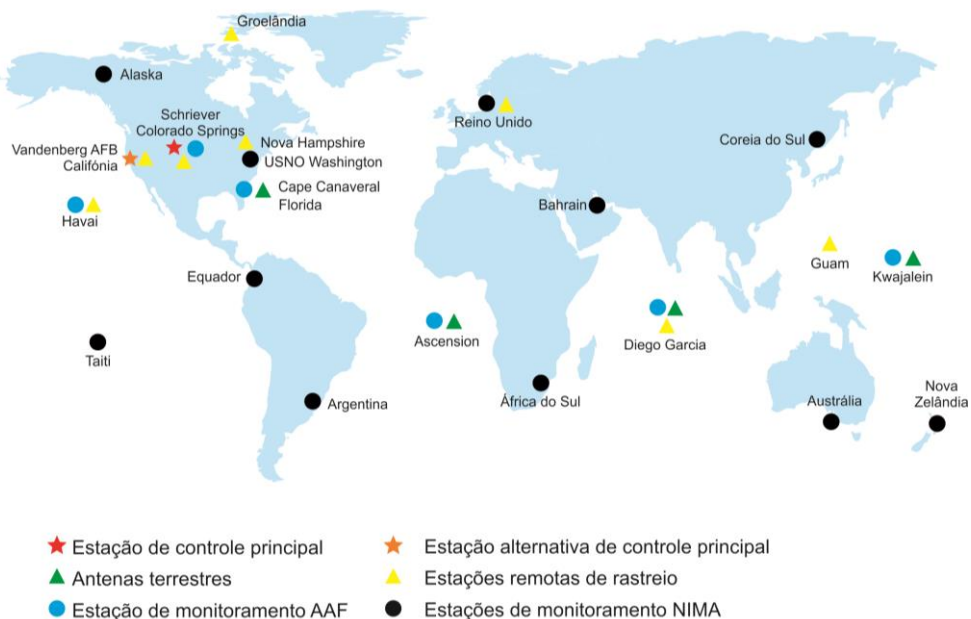 Groelândia
Alaska
Schriever
Colorado Springs
Nova Hampshire
Vandenberg AFB
Califónia
USNO Washington
Cape Canaveral
Florida
Havai
Reino Unido
Coreia do Sul
Bahrain
Guam
Kwajalein
Equador
Ascension
Diego Garcia
Taiti
Argentina
África do Sul
Austrália
Nova
Zelândia
Estação de controle principal
Estação alternativa de controle principal
Antenas terrestres
Estações remotas de rastreio
Estação de monitoramento AAF
Estações de monitoramento NIMA